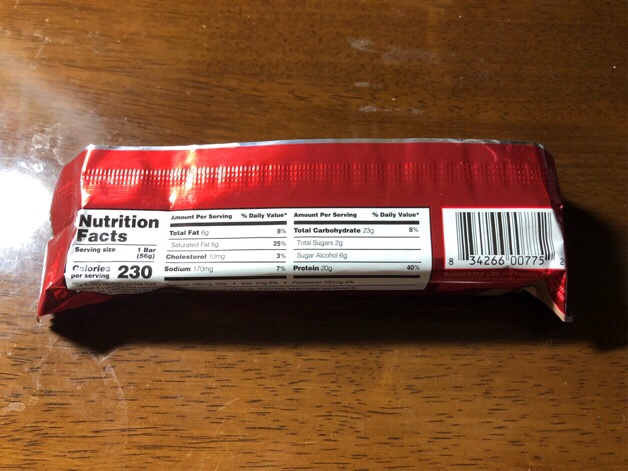 Nutrition
Facts
Serving size 1 Bar
(56g)
Calories
per serving 230
Amount Per Serving % Daily Value*
Total Fat 6g 8%
Saturated Fat 5g 25%
Cholesterol 10mg 3%
Sodium 170mg 7%
Amount Per Serving % Daily Value*
Total Carbohydrate 23g 8%
Total Sugars 2g
Sugar Alcohol 6g
Protein 20g 40%
8 34266 00775 2